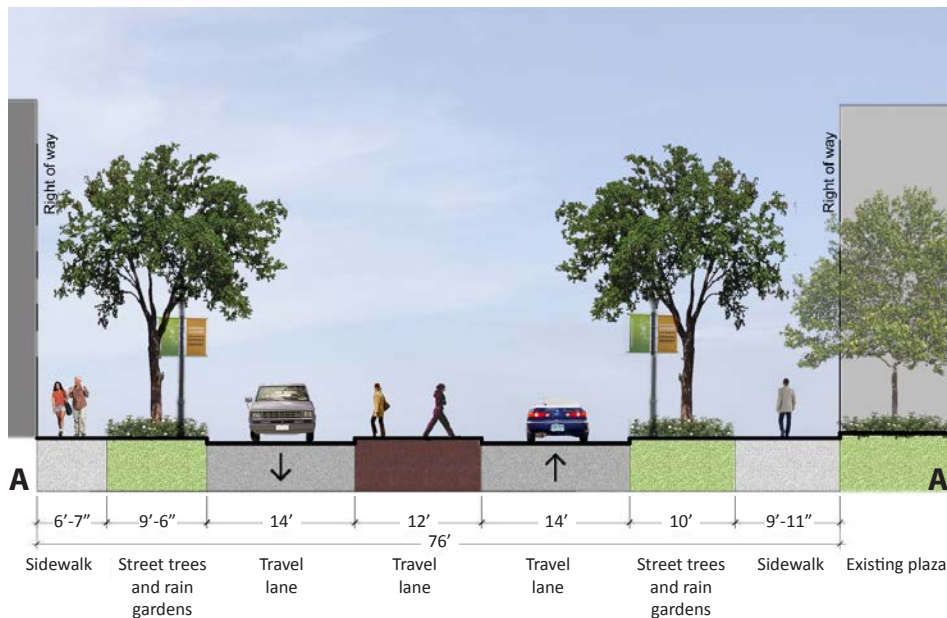 Right of way
Right of way
A
A
6’-7”
9’-6”
14’
12’
14’
10’
9’-11”
76’
Sidewalk
Street trees
and rain
gardens
Travel
lane
Travel
lane
Travel
lane
Street trees
and rain
gardens
Sidewalk
Existing plaza